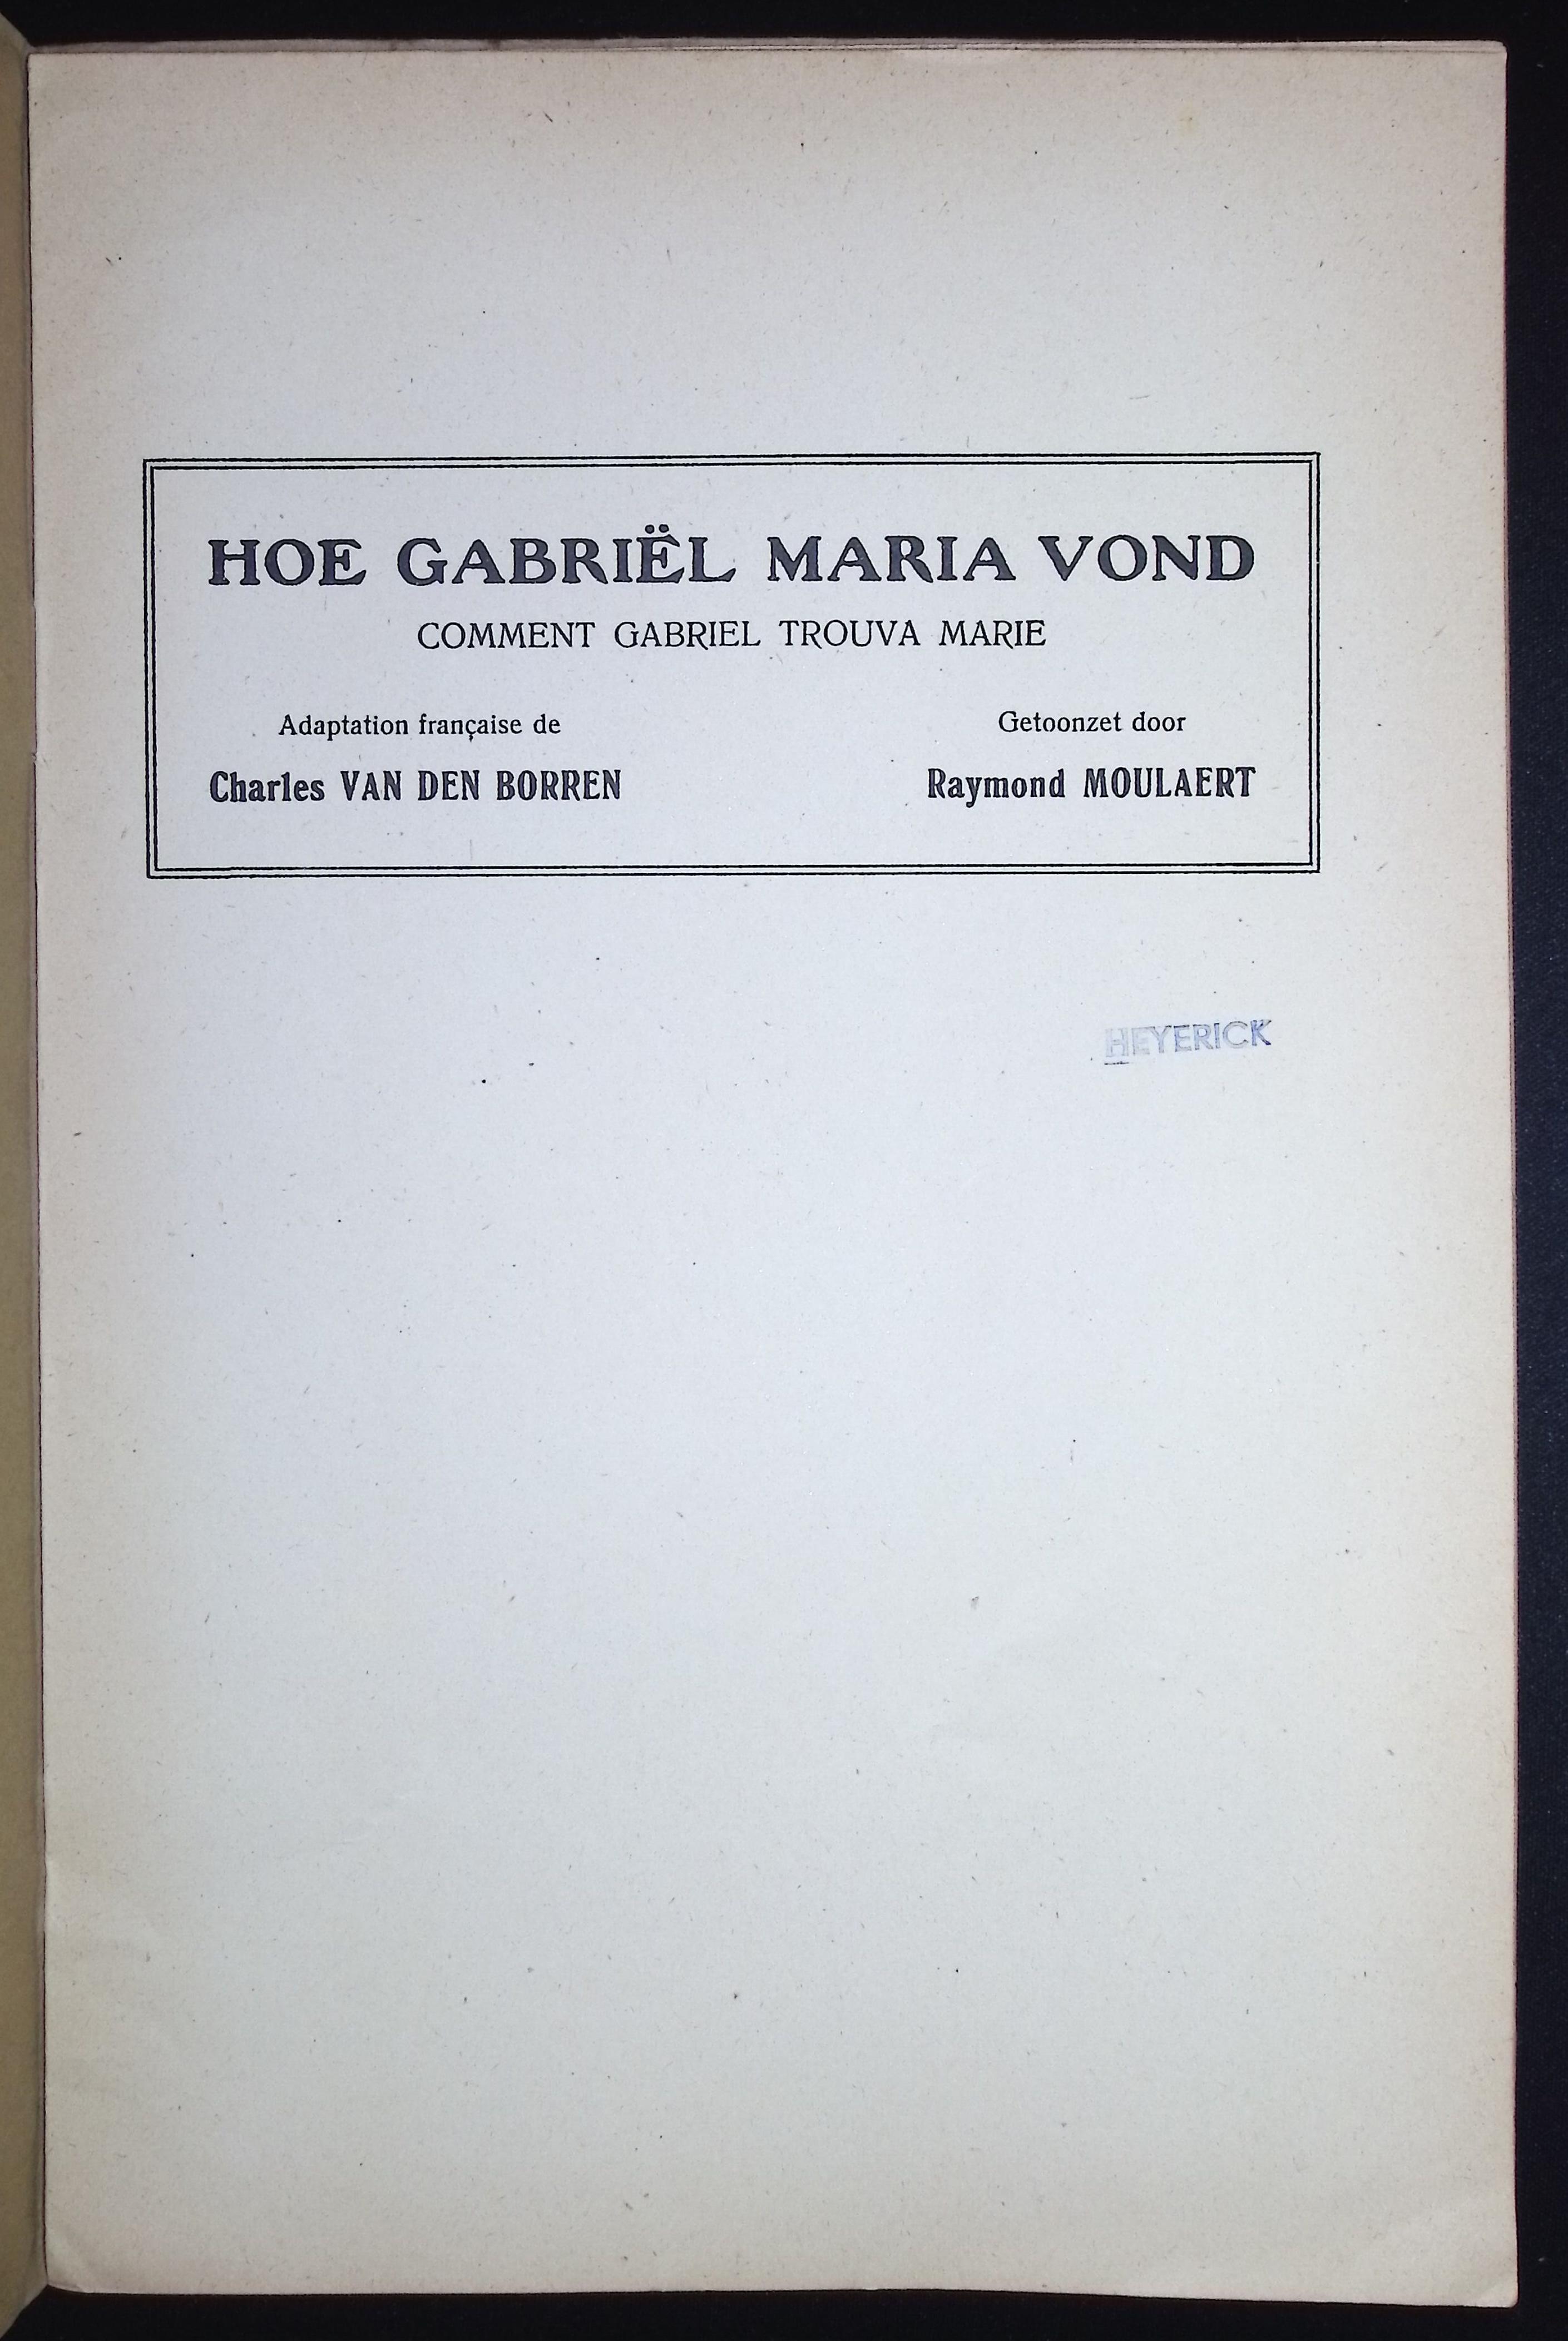 HOE GABRIËL MARIA VOND
COMMENT GABRIEL TROUVA MARIE
Adaptation française de
Charles VAN DEN BORREN
Getoonzet door
Raymond MOULAERT
HEYERICK